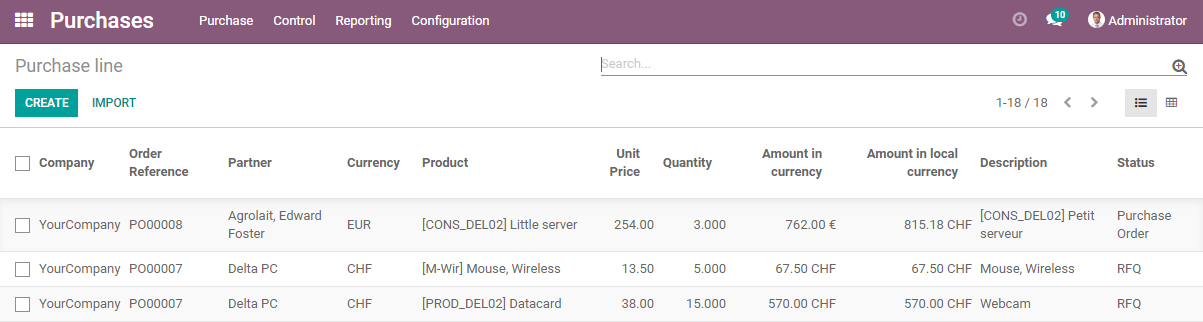 Purchases Purchase Control Reporting Configuration 10 Administrator
Purchase line Search...
CREATE IMPORT 1-18 / 18
Company Order Reference Partner Currency Product Unit Price Quantity Amount in currency Amount in local currency Description Status
YourCompany PO00008 Agrolait, Edward Foster EUR [CONS_DEL02] Little server 254.00 3.000 762.00 € 815.18 CHF [CONS_DEL02] Petit serveur Purchase Order
YourCompany PO00007 Delta PC CHF [M-Wir] Mouse, Wireless 13.50 5.000 67.50 CHF 67.50 CHF Mouse, Wireless RFQ
YourCompany PO00007 Delta PC CHF [PROD_DEL02] Datacard 38.00 15.000 570.00 CHF 570.00 CHF Webcam RFQ